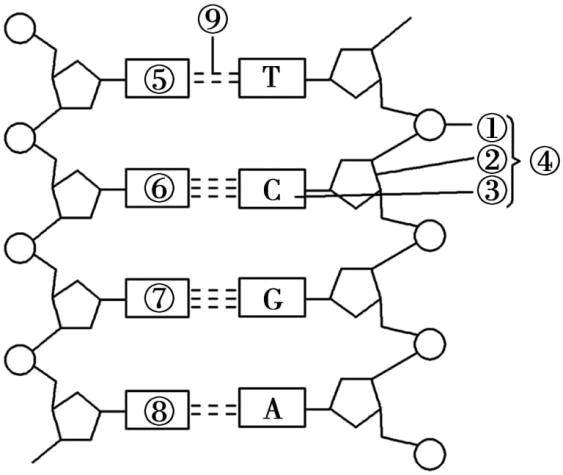 ⑨
⑤ T
①
② ④
⑥ C ③
⑦ G
⑧ A